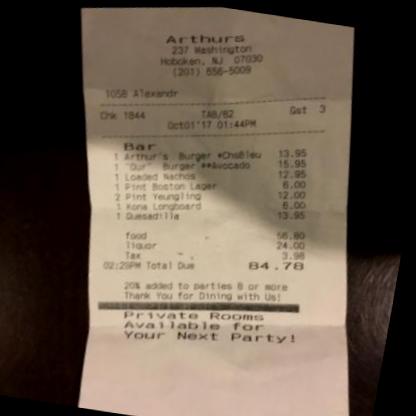 Arthurs
237 Washington
Hoboken, NJ 07030
(201) 656-5009
1058 Alexandr
Chk 1844 TAB/82 Gst 3
Oct01'17 01:44PM
Bar
1 Arthur's Burger *ChsBleu 13.95
1 "Our" Burger **Avocado 15.95
1 Loaded Nachos 12.95
1 Pint Boston Lager 6.00
2 Pint Yeungling 12.00
1 Kona Longboard 6.00
1 Quesadilla 13.95
food 56.80
liquor 24.00
Tax 3.98
02:29PM Total Due 84.78
20% added to parties 8 or more
Thank You for Dining with Us!
Private Rooms
Available for
Your Next Party!